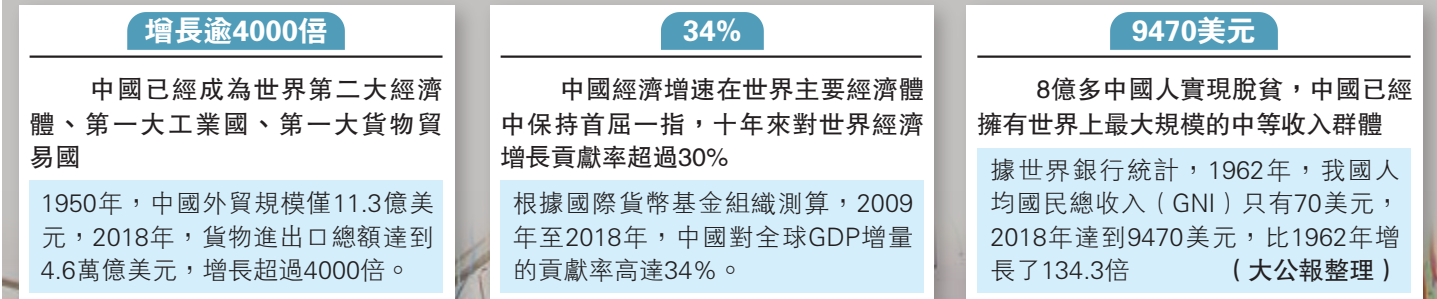 增長逾4000倍
中國已經成為世界第二大經濟
體、第一大工業國、第一大貨物貿
易國
1950年，中國外貿規模僅11.3億美
元，2018年，貨物進出口總額達到
4.6萬億美元，增長超過4000倍。
34%
中國經濟增速在世界主要經濟體
中保持首屈一指，十年來對世界經濟
增長貢獻率超過30%
根據國際貨幣基金組織測算，2009
年至2018年，中國對全球GDP增量
的貢獻率高達34%。
9470美元
8億多中國人實現脫貧，中國已經
擁有世界上最大規模的中等收入群體
據世界銀行統計，1962年，我國人
均國民總收入（GNI）只有70美元，
2018年達到9470美元，比1962年增
長了134.3倍 （大公報整理）